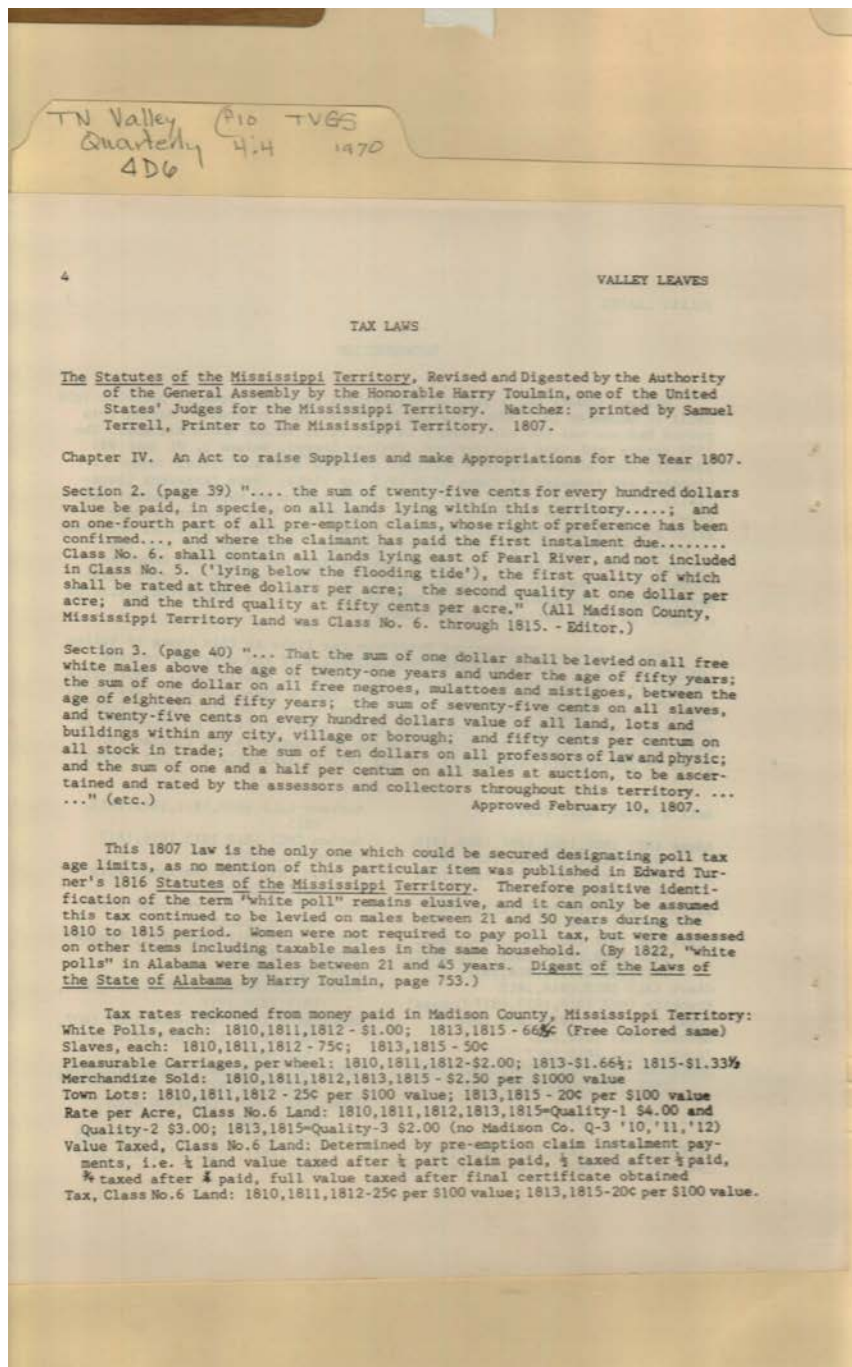 TN Valley (P10 TVGS
Quarterly 4:4 1970
4D6
4 VALLEY LEAVES
TAX LAWS
The Statutes of the Mississippi Territory, Revised and Digested by the Authority
of the General Assembly by the Honorable Harry Toulmin, one of the United
States' Judges for the Mississippi Territory. Natchez: printed by Samuel
Terrell, Printer to The Mississippi Territory. 1807.
Chapter IV. An Act to raise Supplies and make Appropriations for the Year 1807.
Section 2. (page 39) ".... the sum of twenty-five cents for every hundred dollars
value be paid, in specie, on all lands lying within this territory.....; and
on one-fourth part of all pre-emption claims, whose right of preference has been
confirmed..., and where the claimant has paid the first instalment due........
Class No. 6. shall contain all lands lying east of Pearl River, and not included
in Class No. 5. ('lying below the flooding tide'), the first quality of which
shall be rated at three dollars per acre; the second quality at one dollar per
acre; and the third quality at fifty cents per acre." (All Madison County,
Mississippi Territory land was Class No. 6. through 1815. - Editor.)
Section 3. (page 40) "... That the sum of one dollar shall be levied on all free
white males above the age of twenty-one years and under the age of fifty years;
the sum of one dollar on all free negroes, mulattoes and mistigoes, between the
age of eighteen and fifty years; the sum of seventy-five cents on all slaves,
and twenty-five cents on every hundred dollars value of all land, lots and
buildings within any city, village or borough; and fifty cents per centum on
all stock in trade; the sum of ten dollars on all professors of law and physic;
and the sum of one and a half per centum on all sales at auction, to be ascer-
tained and rated by the assessors and collectors throughout this territory. ...
..." (etc.) Approved February 10, 1807.
This 1807 law is the only one which could be secured designating poll tax
age limits, as no mention of this particular item was published in Edward Tur-
ner's 1816 Statutes of the Mississippi Territory. Therefore positive identi-
fication of the term "white poll" remains elusive, and it can only be assumed
this tax continued to be levied on males between 21 and 50 years during the
1810 to 1815 period. Women were not required to pay poll tax, but were assessed
on other items including taxable males in the same household. (By 1822, "white
polls" in Alabama were males between 21 and 45 years. Digest of the Laws of
the State of Alabama by Harry Toulmin, page 753.)
Tax rates reckoned from money paid in Madison County, Mississippi Territory:
White Polls, each: 1810,1811,1812 - $1.00; 1813,1815 - 66⅔¢ (Free Colored same)
Slaves, each: 1810,1811,1812 - 75¢; 1813,1815 - 50¢
Pleasurable Carriages, per wheel: 1810,1811,1812-$2.00; 1813-$1.66½; 1815-$1.33⅓
Merchandize Sold: 1810,1811,1812,1813,1815 - $2.50 per $1000 value
Town Lots: 1810,1811,1812 - 25¢ per $100 value; 1813,1815 - 20¢ per $100 value
Rate per Acre, Class No.6 Land: 1810,1811,1812,1813,1815=Quality-1 $4.00 and
Quality-2 $3.00; 1813,1815=Quality-3 $2.00 (no Madison Co. Q-3 '10,'11,'12)
Value Taxed, Class No.6 Land: Determined by pre-emption claim instalment pay-
ments, i.e. ¼ land value taxed after ¼ part claim paid, ½ taxed after ½ paid,
¾ taxed after ¾ paid, full value taxed after final certificate obtained
Tax, Class No.6 Land: 1810,1811,1812-25¢ per $100 value; 1813,1815-20¢ per $100 value.